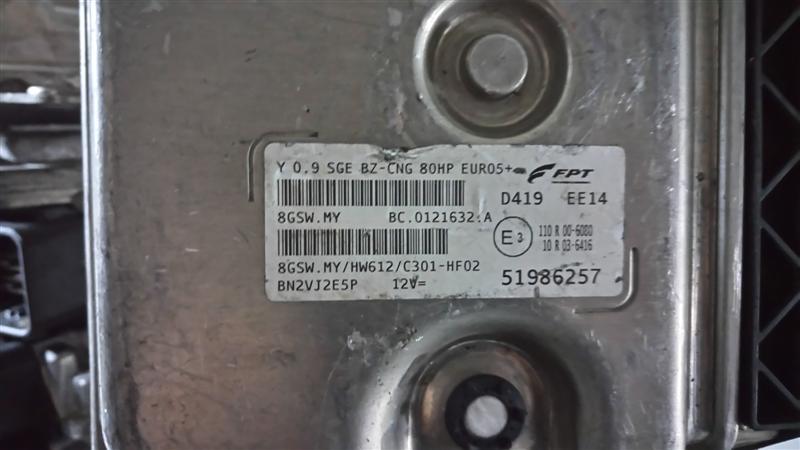 Y 0.9 SGE BZ-CNG 80HP EURO5+
FPT
D419 EE14
8GSW.MY BC.0121632.A
E3
110 R 00-6080
10 R 03-6416
8GSW.MY/HW612/C301-HF02
BN2VJ2E5P 12V=
51986257